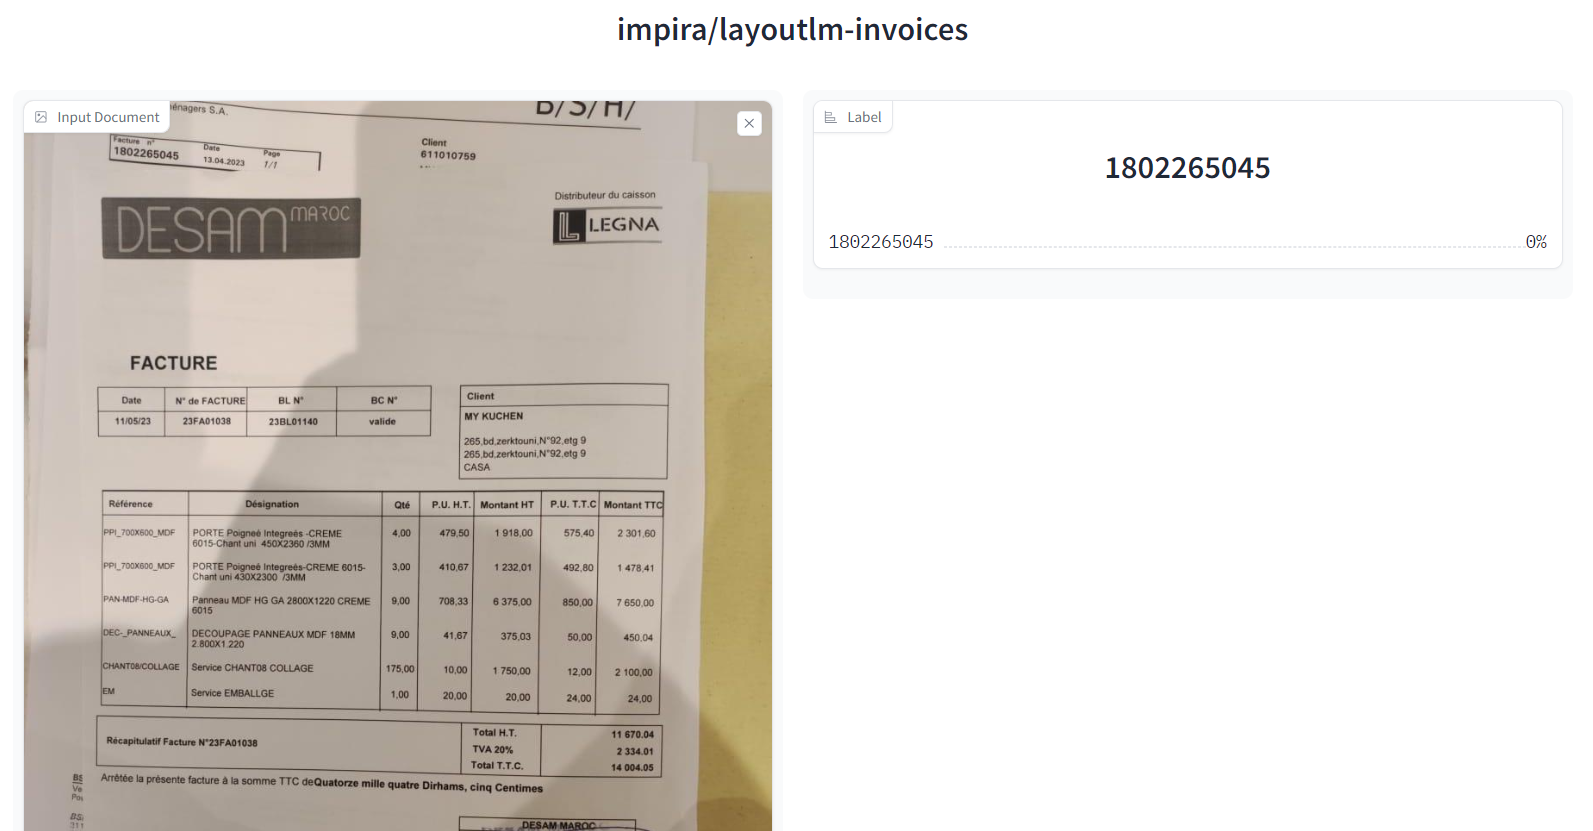 impira/layoutlm-invoices
Input Document
énagers S.A.
B/S/H/
Facture n°
1802265045
Date
13.04.2023
Page
1/1
Client
611010759
DESAM MAROC
Distributeur du caisson
LEGNA
FACTURE
Date N° de FACTURE BL N° BC N°
11/05/23 23FA01038 23BL01140 valide
Client
MY KUCHEN
265,bd,zerktouni,N°92,etg 9
265,bd,zerktouni,N°92,etg 9
CASA
Référence Désignation Qté P.U. H.T. Montant HT P.U. T.T.C Montant TTC
PPI_700X600_MDF PORTE Poigneé Integreés -CREME 4,00 479,50 1 918,00 575,40 2 301,60
6015-Chant uni 450X2360 /3MM
PPI_700X600_MDF PORTE Poigneé Integreés-CREME 6015- 3,00 410,67 1 232,01 492,80 1 478,41
Chant uni 430X2300 /3MM
PAN-MDF-HG-GA Panneau MDF HG GA 2800X1220 CREME 9,00 708,33 6 375,00 850,00 7 650,00
6015
DEC-_PANNEAUX_ DECOUPAGE PANNEAUX MDF 18MM 9,00 41,67 375,03 50,00 450,04
2.800X1.220
CHANT08/COLLAGE Service CHANT08 COLLAGE 175,00 10,00 1 750,00 12,00 2 100,00
EM Service EMBALLGE 1,00 20,00 20,00 24,00 24,00
Récapitulatif Facture N°23FA01038
Total H.T. 11 670.04
TVA 20% 2 334.01
Total T.T.C. 14 004.05
Arrêtée la présente facture à la somme TTC deQuatorze mille quatre Dirhams, cinq Centimes
BS
Ve
Pos
BS
311
DESAM MAROC
Label
1802265045
1802265045 0%